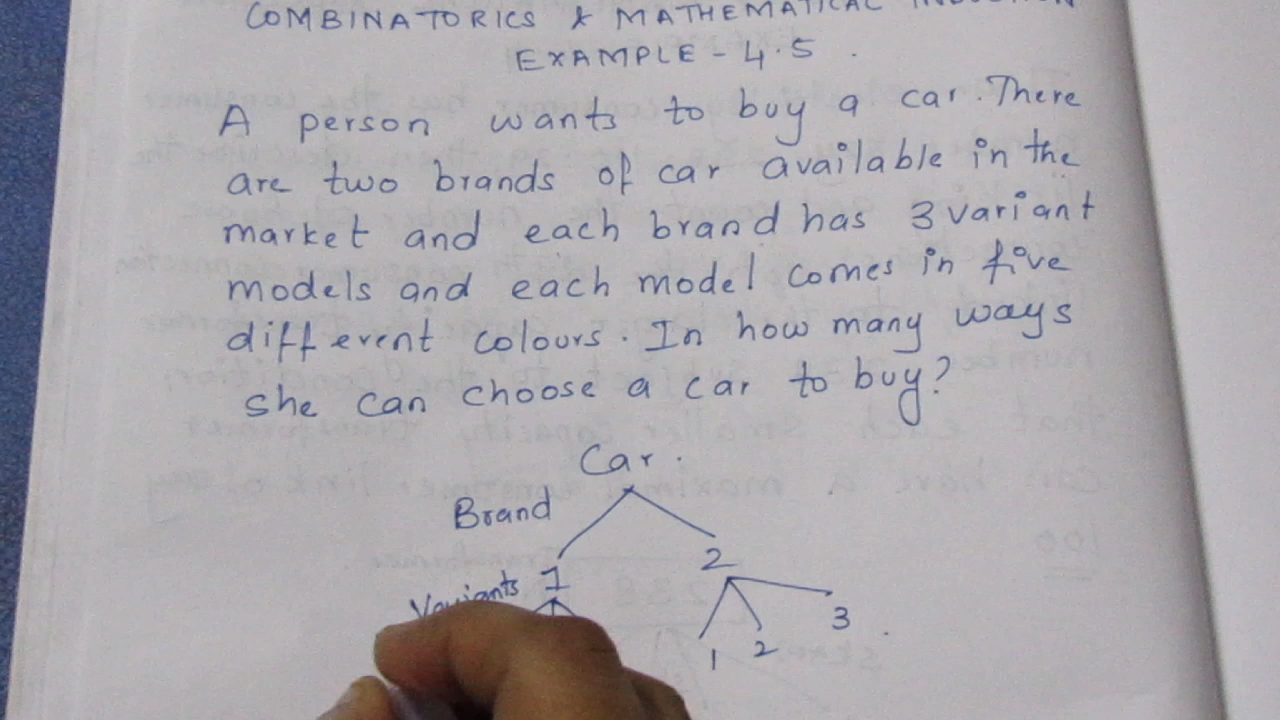 COMBINATORICS & MATHEMATICAL INDUCTION
EXAMPLE - 4.5 .
A person wants to buy a car. There
are two brands of car available in the
market and each brand has 3 variant
models and each model comes in five
different colours. In how many ways
she can choose a car to buy?
Car.
Brand
1 2
Variants
1 2 3